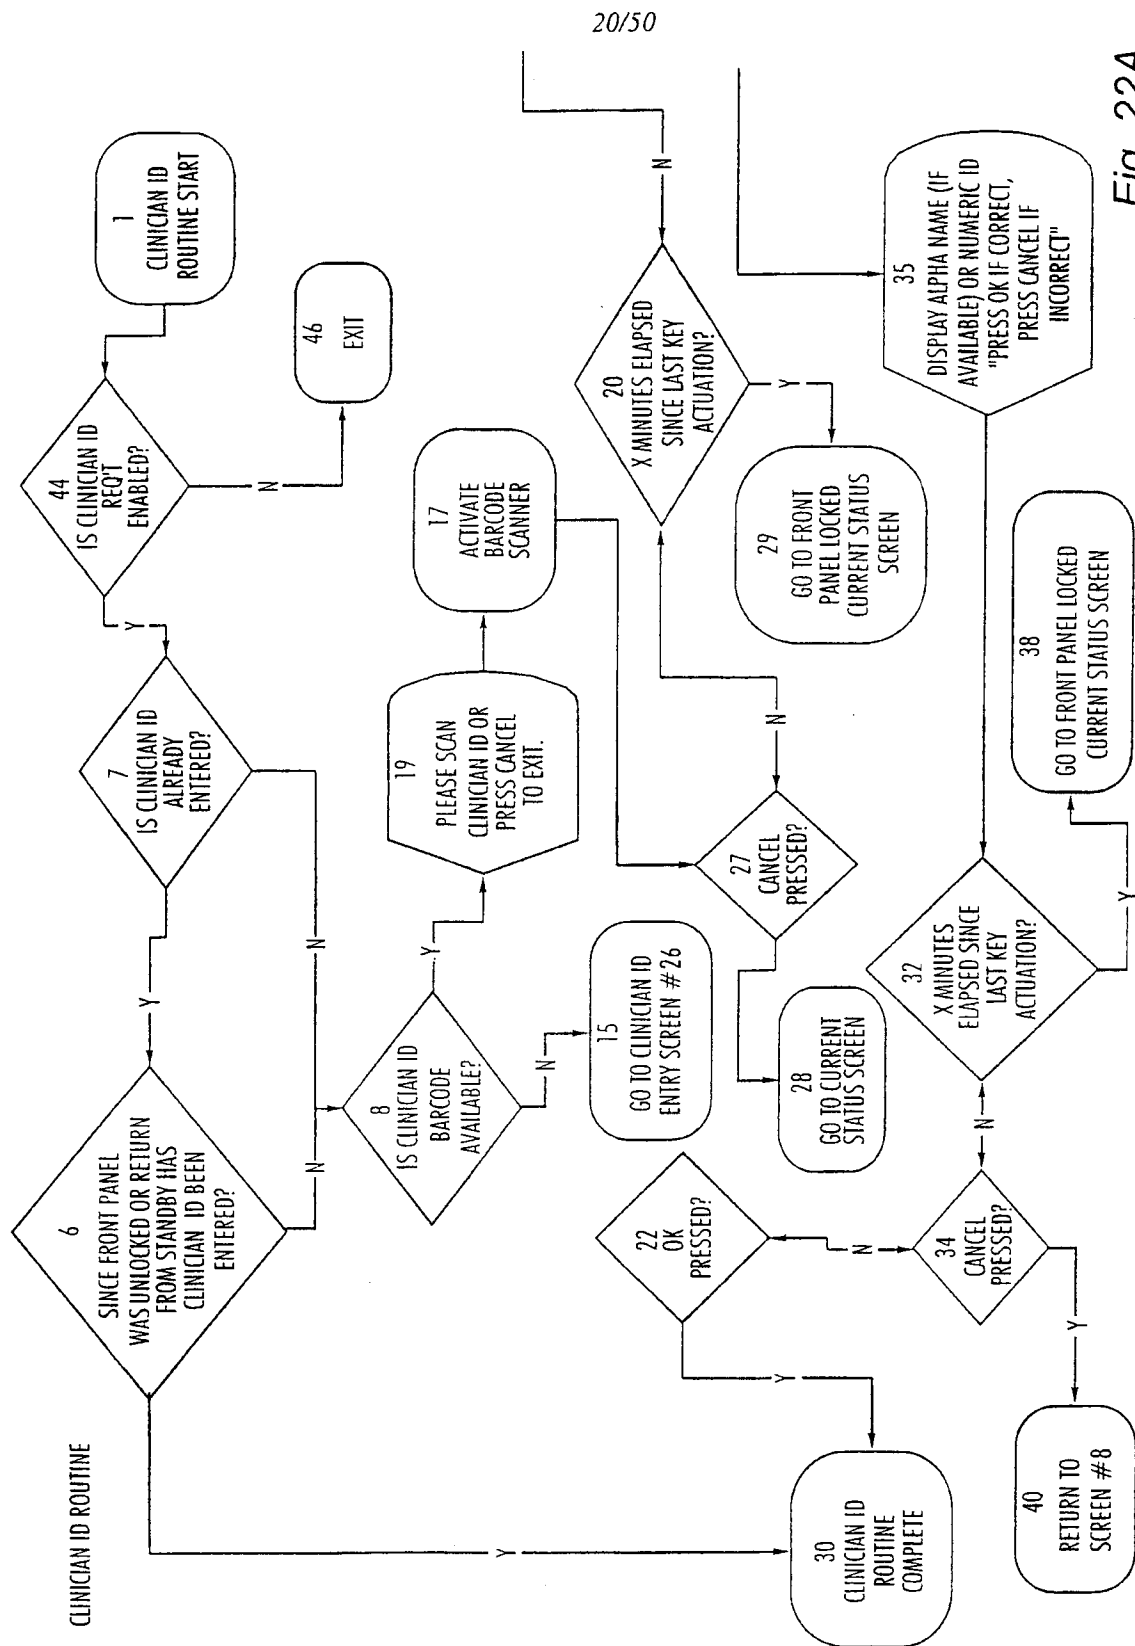 20/50
CLINICIAN ID ROUTINE
1
CLINICIAN ID
ROUTINE START
44
IS CLINICIAN ID
REQ'T
ENABLED?
N
46
EXIT
Y
7
IS CLINICIAN ID
ALREADY
ENTERED?
Y
N
6
SINCE FRONT PANEL
WAS UNLOCKED OR RETURN
FROM STANDBY HAS
CLINICIAN ID BEEN
ENTERED?
N
Y
8
IS CLINICIAN ID
BARCODE
AVAILABLE?
Y
N
19
PLEASE SCAN
CLINICIAN ID OR
PRESS CANCEL
TO EXIT.
17
ACTIVATE
BARCODE
SCANNER
15
GO TO CLINICIAN ID
ENTRY SCREEN #26
27
CANCEL
PRESSED?
N
28
GO TO CURRENT
STATUS SCREEN
20
X MINUTES ELAPSED
SINCE LAST KEY
ACTUATION?
N
Y
29
GO TO FRONT
PANEL LOCKED
CURRENT STATUS
SCREEN
35
DISPLAY ALPHA NAME (IF
AVAILABLE) OR NUMERIC ID
"PRESS OK IF CORRECT,
PRESS CANCEL IF
INCORRECT"
32
X MINUTES
ELAPSED SINCE
LAST KEY
ACTUATION?
Y
38
GO TO FRONT PANEL LOCKED
CURRENT STATUS SCREEN
N
34
CANCEL
PRESSED?
N
Y
22
OK
PRESSED?
Y
30
CLINICIAN ID
ROUTINE
COMPLETE
40
RETURN TO
SCREEN #8
Fig. 22A